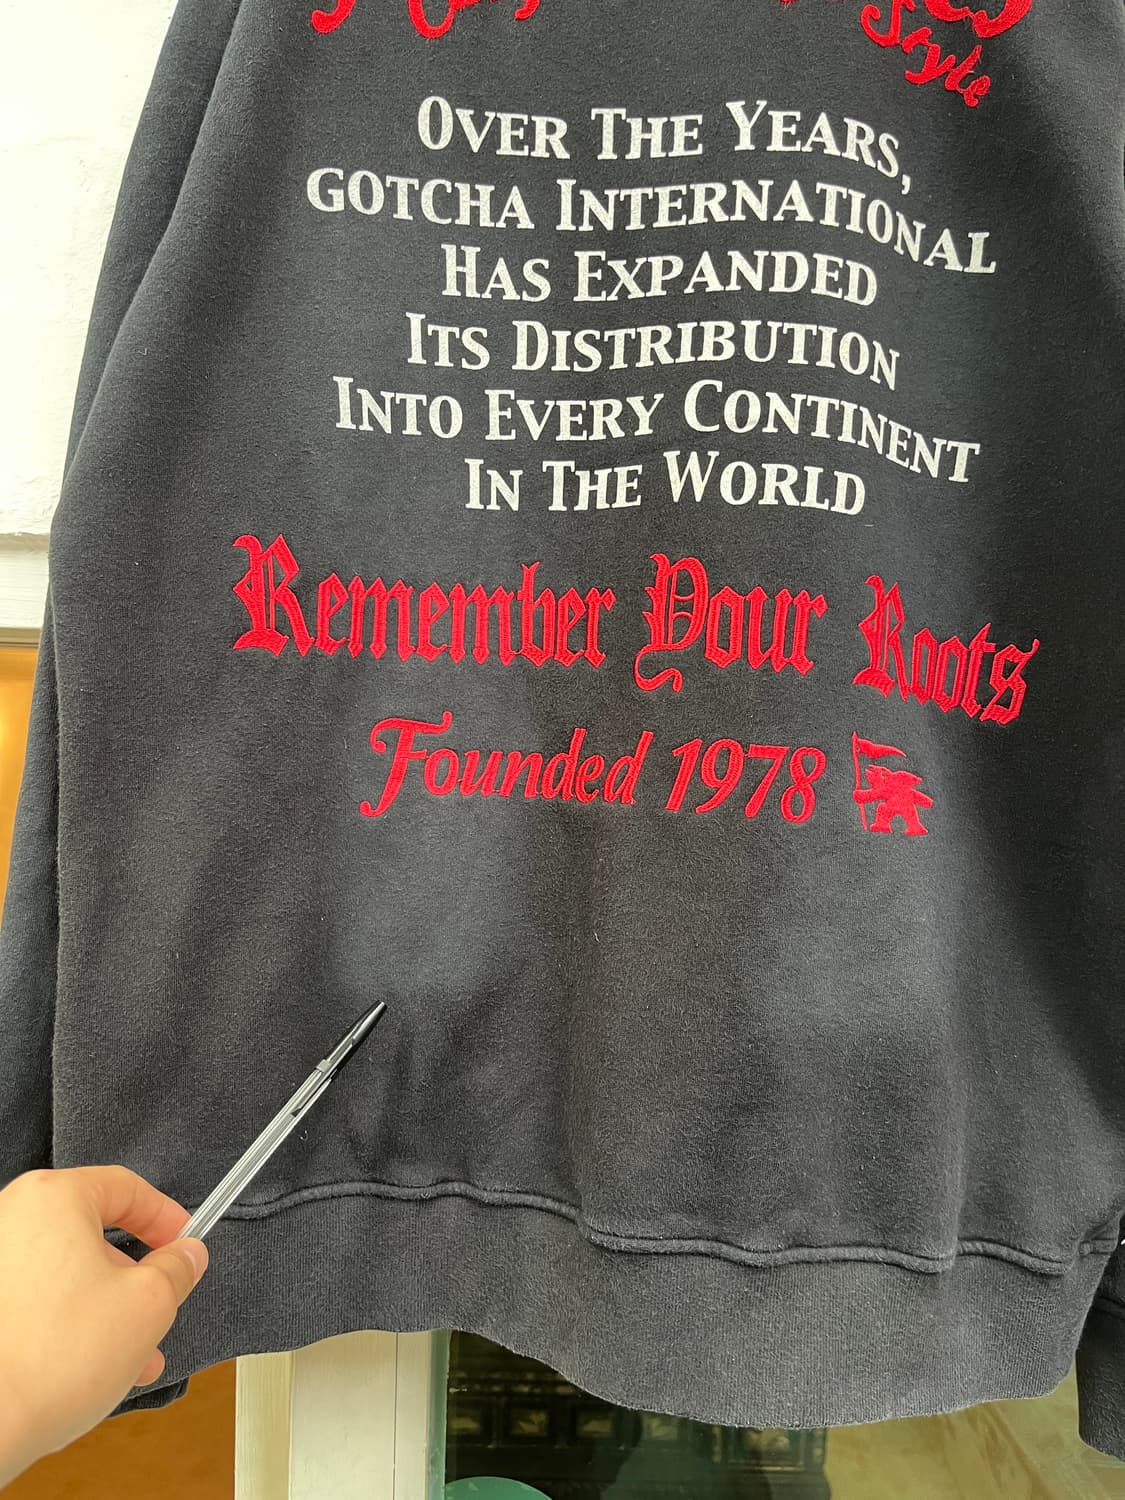 Style
OVER THE YEARS,
GOTCHA INTERNATIONAL
HAS EXPANDED
ITS DISTRIBUTION
INTO EVERY CONTINENT
IN THE WORLD
Remember Your Roots
Founded 1978